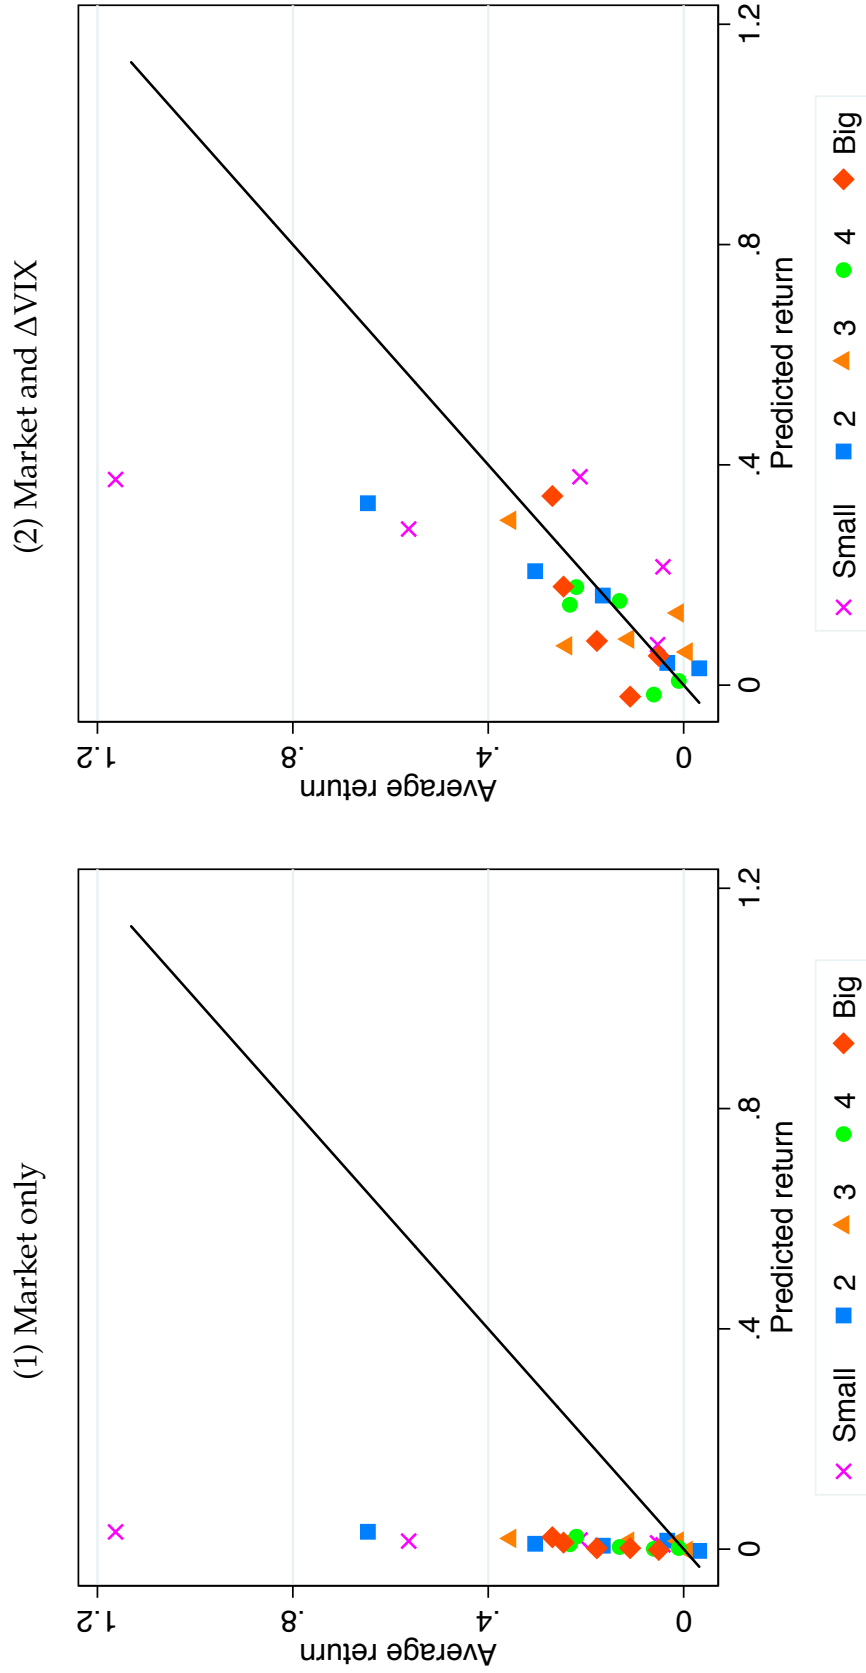 (1) Market only
1.2
.8
.4
0
Average return
0
.4
.8
1.2
Predicted return
Small
2
3
4
Big
(2) Market and ΔVIX
1.2
.8
.4
0
Average return
0
.4
.8
1.2
Predicted return
Small
2
3
4
Big